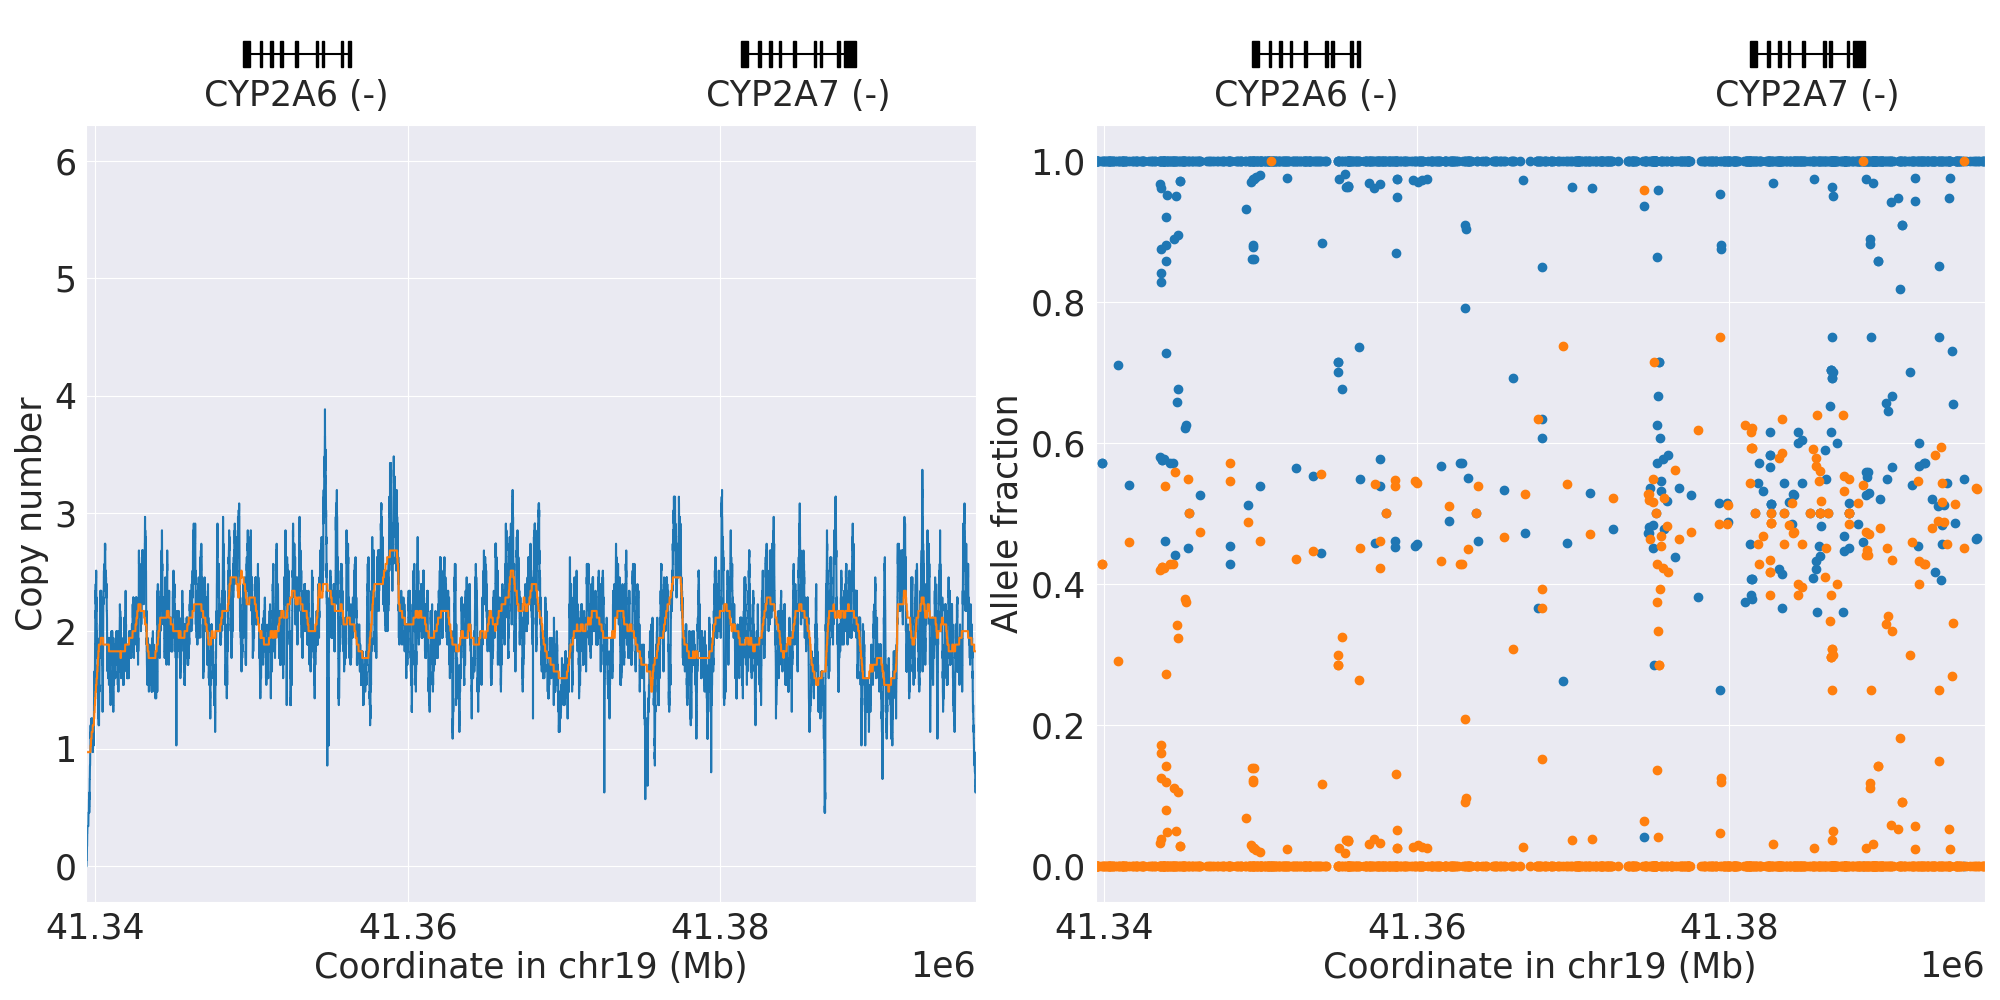 CYP2A6 (-) CYP2A7 (-)
6
5
4
3
2
1
0
Copy number
41.34 41.36 41.38
Coordinate in chr19 (Mb) 1e6
CYP2A6 (-) CYP2A7 (-)
1.0
0.8
0.6
0.4
0.2
0.0
Allele fraction
41.34 41.36 41.38
Coordinate in chr19 (Mb) 1e6